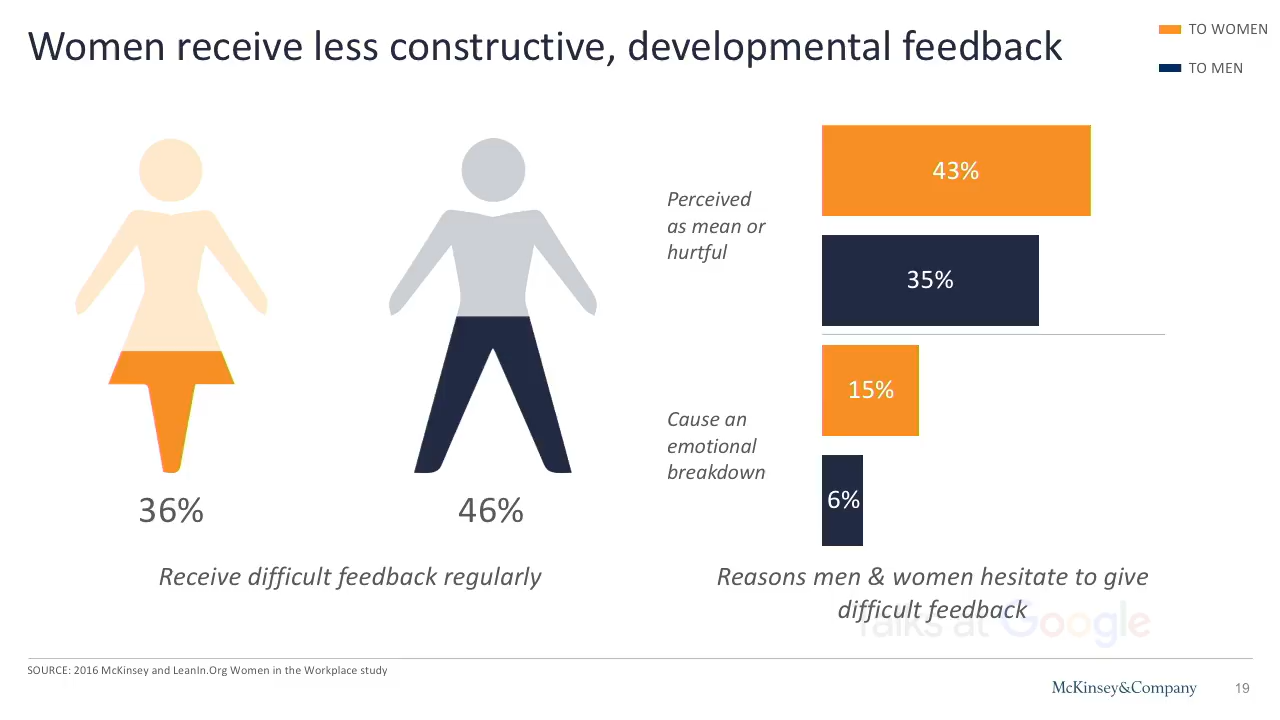 Women receive less constructive, developmental feedback
TO WOMEN
TO MEN
36%
46%
Receive difficult feedback regularly
Perceived
as mean or
hurtful
43%
35%
Cause an
emotional
breakdown
15%
6%
Reasons men & women hesitate to give
difficult feedback
Talks at Google
SOURCE: 2016 McKinsey and LeanIn.Org Women in the Workplace study
McKinsey&Company
19